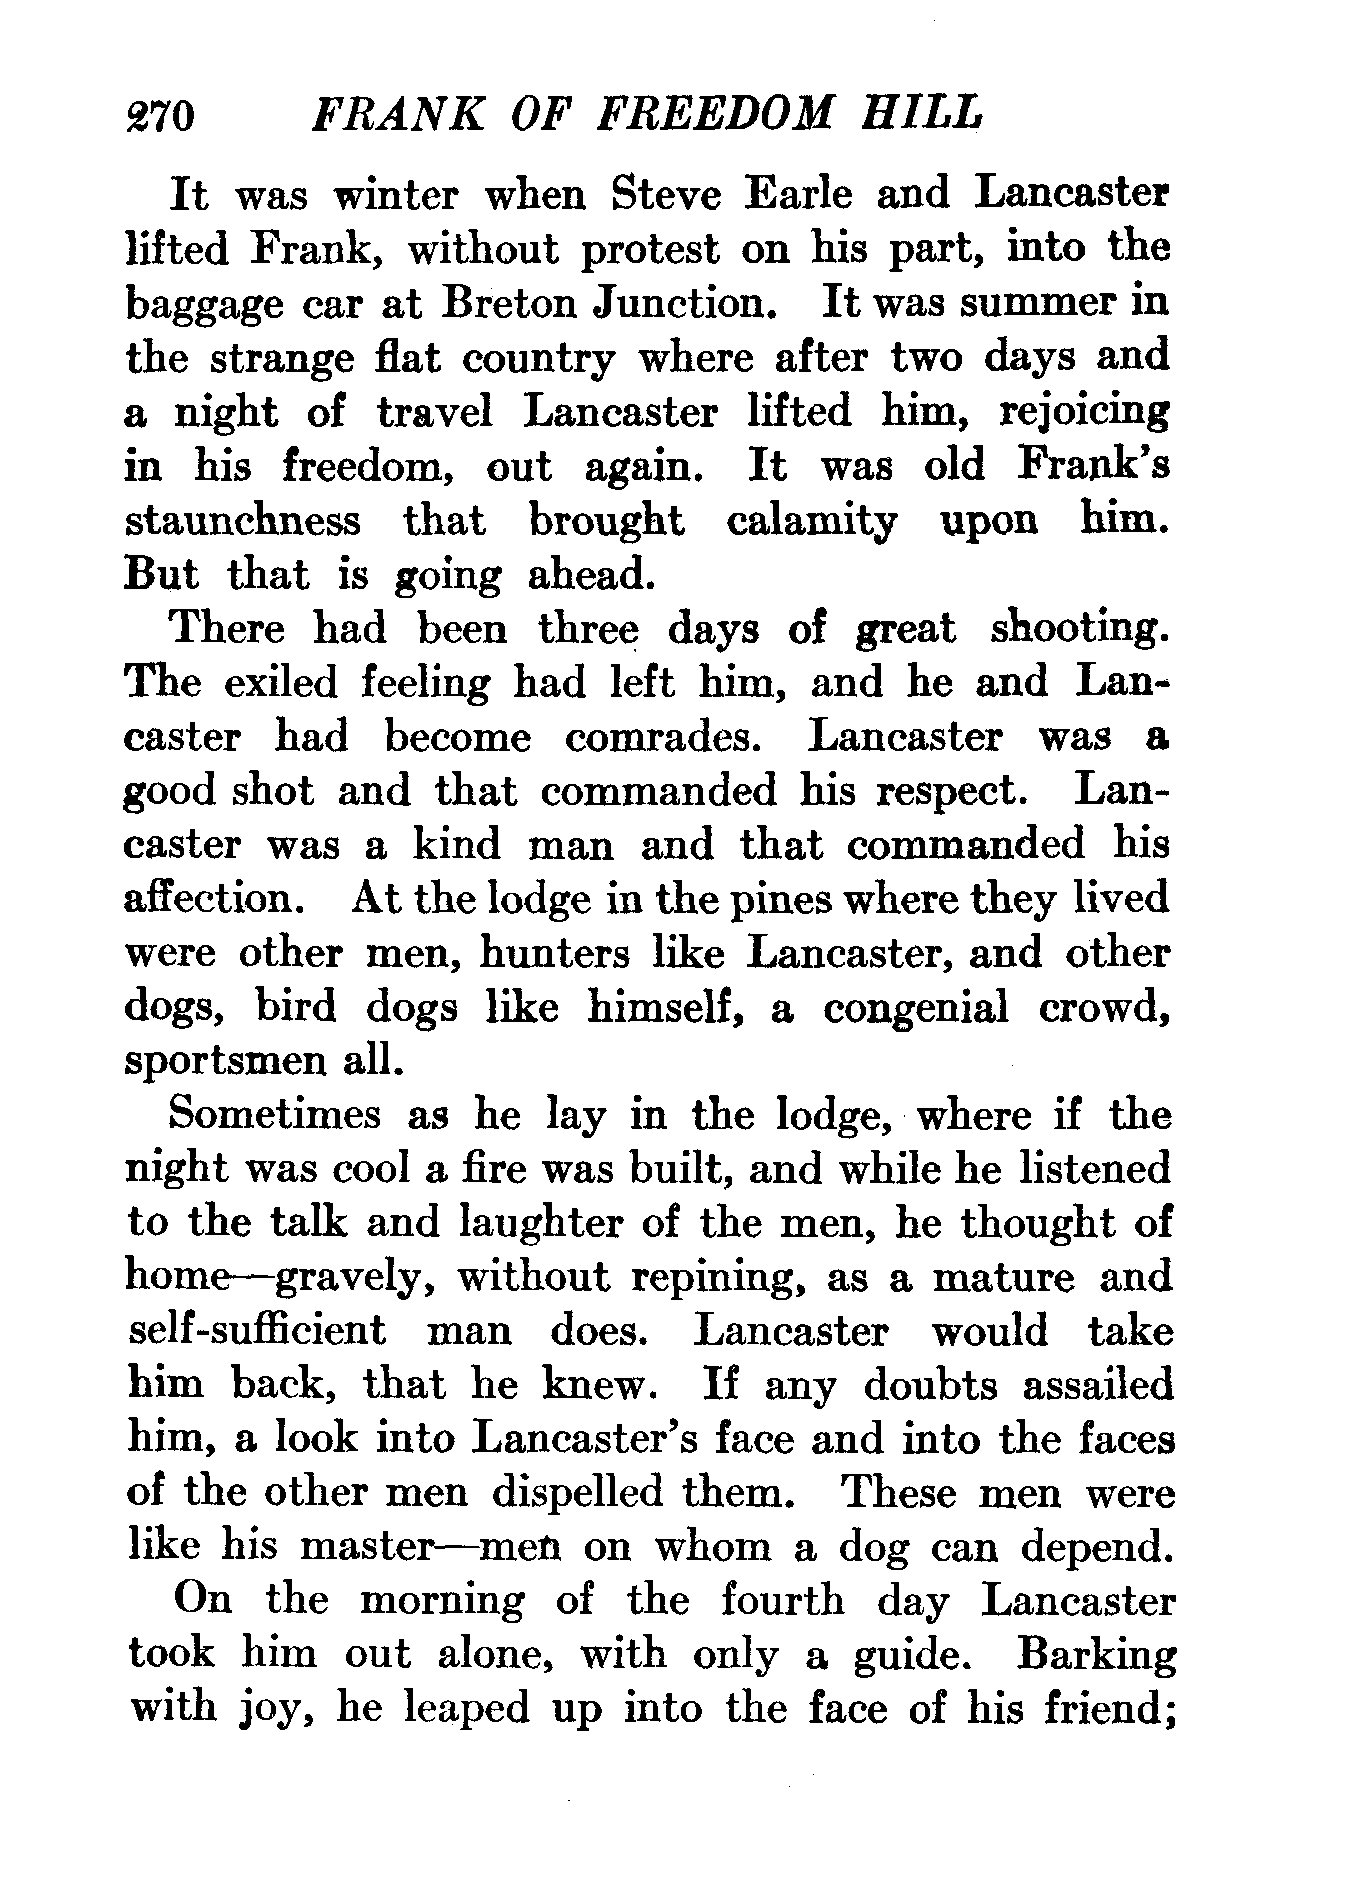 270 FRANK OF FREEDOM HILL
It was winter when Steve Earle and Lancaster
lifted Frank, without protest on his part, into the
baggage car at Breton Junction. It was summer in
the strange flat country where after two days and
a night of travel Lancaster lifted him, rejoicing
in his freedom, out again. It was old Frank's
staunchness that brought calamity upon him.
But that is going ahead.
There had been three days of great shooting.
The exiled feeling had left him, and he and Lan-
caster had become comrades. Lancaster was a
good shot and that commanded his respect. Lan-
caster was a kind man and that commanded his
affection. At the lodge in the pines where they lived
were other men, hunters like Lancaster, and other
dogs, bird dogs like himself, a congenial crowd,
sportsmen all.
Sometimes as he lay in the lodge, where if the
night was cool a fire was built, and while he listened
to the talk and laughter of the men, he thought of
home—gravely, without repining, as a mature and
self-sufficient man does. Lancaster would take
him back, that he knew. If any doubts assailed
him, a look into Lancaster's face and into the faces
of the other men dispelled them. These men were
like his master—men on whom a dog can depend.
On the morning of the fourth day Lancaster
took him out alone, with only a guide. Barking
with joy, he leaped up into the face of his friend;